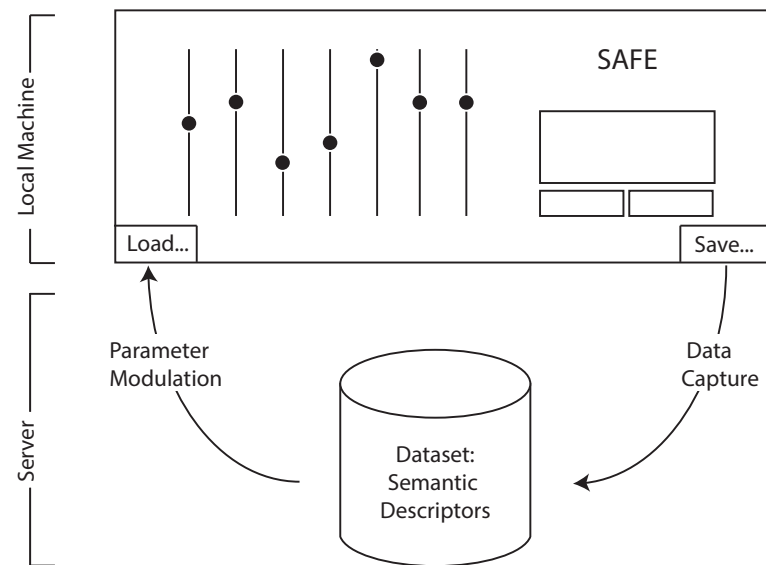 Local Machine
SAFE
Load...
Save...
Parameter
Modulation
Data
Capture
Server
Dataset:
Semantic
Descriptors